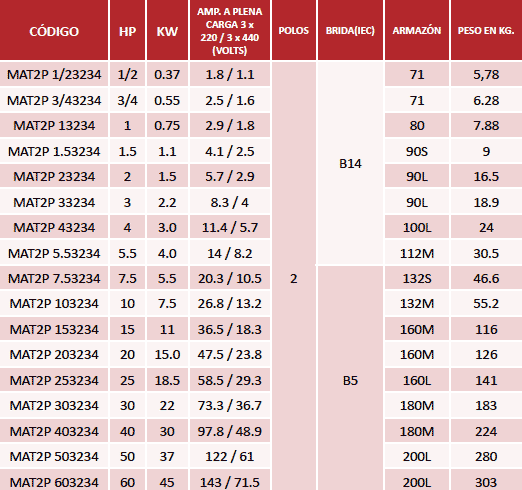 CÓDIGO HP KW AMP. A PLENA CARGA 3 x 220 / 3 x 440 (VOLTS) POLOS BRIDA(IEC) ARMAZÓN PESO EN KG.
MAT2P 1/23234 1/2 0.37 1.8 / 1.1 71 5,78
MAT2P 3/43234 3/4 0.55 2.5 / 1.6 71 6.28
MAT2P 13234 1 0.75 2.9 / 1.8 80 7.88
MAT2P 1.53234 1.5 1.1 4.1 / 2.5 90S 9
B14
MAT2P 23234 2 1.5 5.7 / 2.9 90L 16.5
MAT2P 33234 3 2.2 8.3 / 4 90L 18.9
MAT2P 43234 4 3.0 11.4 / 5.7 100L 24
MAT2P 5.53234 5.5 4.0 14 / 8.2 112M 30.5
MAT2P 7.53234 7.5 5.5 20.3 / 10.5 2 132S 46.6
MAT2P 103234 10 7.5 26.8 / 13.2 132M 55.2
MAT2P 153234 15 11 36.5 / 18.3 160M 116
MAT2P 203234 20 15.0 47.5 / 23.8 160M 126
MAT2P 253234 25 18.5 58.5 / 29.3 B5 160L 141
MAT2P 303234 30 22 73.3 / 36.7 180M 183
MAT2P 403234 40 30 97.8 / 48.9 180M 224
MAT2P 503234 50 37 122 / 61 200L 280
MAT2P 603234 60 45 143 / 71.5 200L 303